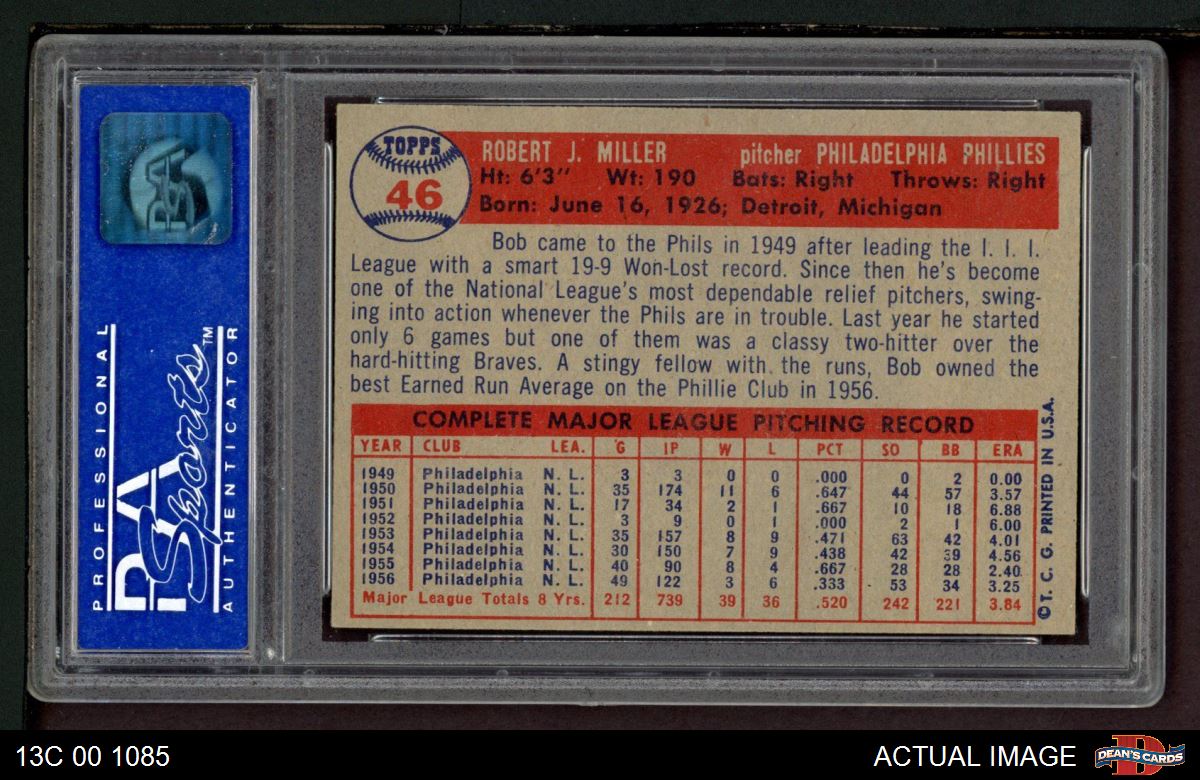 PROFESSIONAL
PSA
Sports™
AUTHENTICATOR
PSA
TOPPS
46
ROBERT J. MILLER pitcher PHILADELPHIA PHILLIES
Ht: 6'3" Wt: 190 Bats: Right Throws: Right
Born: June 16, 1926; Detroit, Michigan
Bob came to the Phils in 1949 after leading the I. I. I.
League with a smart 19-9 Won-Lost record. Since then he's become
one of the National League's most dependable relief pitchers, swing-
ing into action whenever the Phils are in trouble. Last year he started
only 6 games but one of them was a classy two-hitter over the
hard-hitting Braves. A stingy fellow with the runs, Bob owned the
best Earned Run Average on the Phillie Club in 1956.
COMPLETE MAJOR LEAGUE PITCHING RECORD
YEAR CLUB LEA. G IP W L PCT SO BB ERA
1949 Philadelphia N. L. 3 3 0 0 .000 0 2 0.00
1950 Philadelphia N. L. 35 174 11 6 .647 44 57 3.57
1951 Philadelphia N. L. 17 34 2 1 .667 10 18 6.88
1952 Philadelphia N. L. 3 9 0 1 .000 2 1 6.00
1953 Philadelphia N. L. 35 157 8 9 .471 63 42 4.01
1954 Philadelphia N. L. 30 150 7 9 .438 42 39 4.56
1955 Philadelphia N. L. 40 90 8 4 .667 28 28 2.40
1956 Philadelphia N. L. 49 122 3 6 .333 53 34 3.25
Major League Totals 8 Yrs. 212 739 39 36 .520 242 221 3.84
©T. C. G. PRINTED IN U.S.A.
13C 00 1085
ACTUAL IMAGE
DEAN'S CARDS